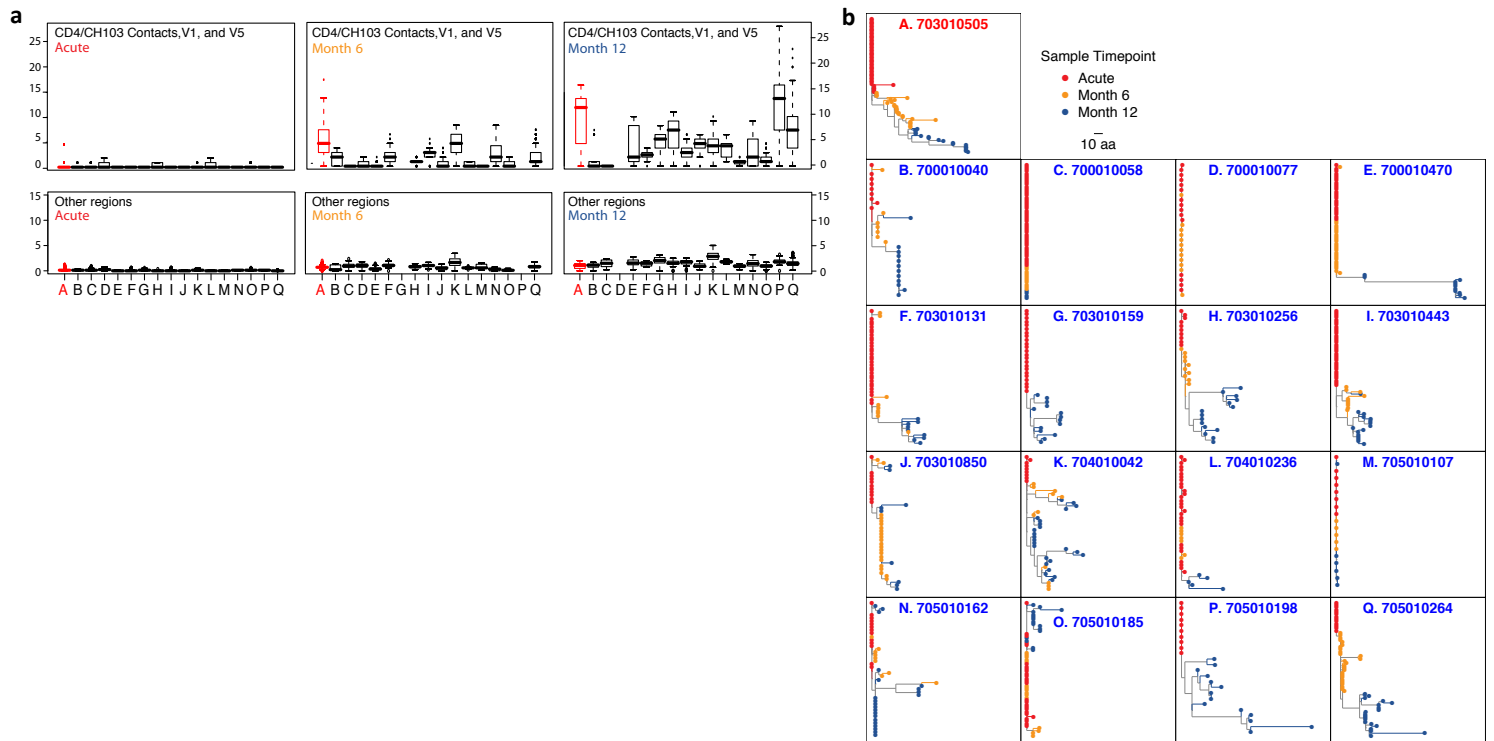 a
CD4/CH103 Contacts,V1, and V5
Acute
25
20
15
10
5
0
CD4/CH103 Contacts,V1, and V5
Month 6
CD4/CH103 Contacts,V1, and V5
Month 12
25
20
15
10
5
0
Other regions
Acute
15
10
5
0
Other regions
Month 6
Other regions
Month 12
15
10
5
0
A B C D E F G H I J K L M N O P Q
A B C D E F G H I J K L M N O P Q
A B C D E F G H I J K L M N O P Q
b
A. 703010505
Sample Timepoint
Acute
Month 6
Month 12
10 aa
B. 700010040
C. 700010058
D. 700010077
E. 700010470
F. 703010131
G. 703010159
H. 703010256
I. 703010443
J. 703010850
K. 704010042
L. 704010236
M. 705010107
N. 705010162
O. 705010185
P. 705010198
Q. 705010264